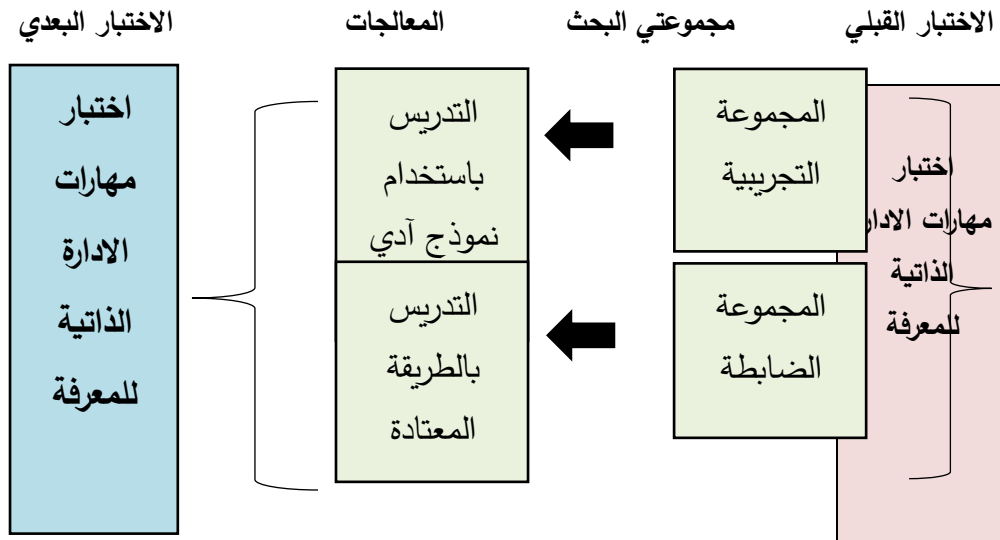 الاختبار القبلي
مجموعتي البحث
المعالجات
الاختبار البعدي
اختبار
مهارات الادار
الذاتية
للمعرفة
المجموعة
التجريبية
المجموعة
الضابطة
التدريس
باستخدام
نموذج آدي
التدريس
بالطريقة
المعتادة
اختبار
مهارات
الادارة
الذاتية
للمعرفة